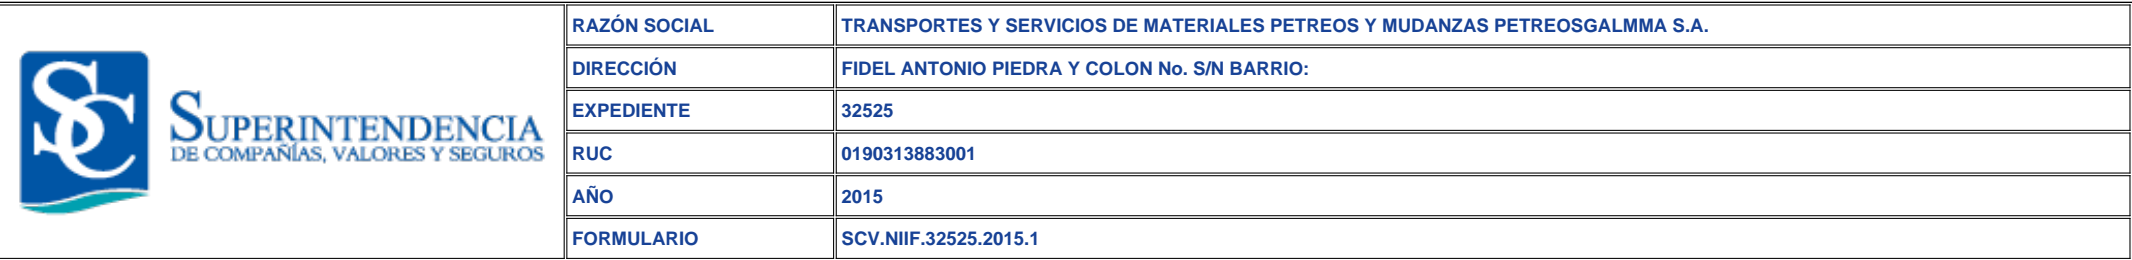 SC
SUPERINTENDENCIA
DE COMPAÑÍAS, VALORES Y SEGUROS
RAZÓN SOCIAL TRANSPORTES Y SERVICIOS DE MATERIALES PETREOS Y MUDANZAS PETREOSGALMMA S.A.
DIRECCIÓN FIDEL ANTONIO PIEDRA Y COLON No. S/N BARRIO:
EXPEDIENTE 32525
RUC 0190313883001
AÑO 2015
FORMULARIO SCV.NIIF.32525.2015.1